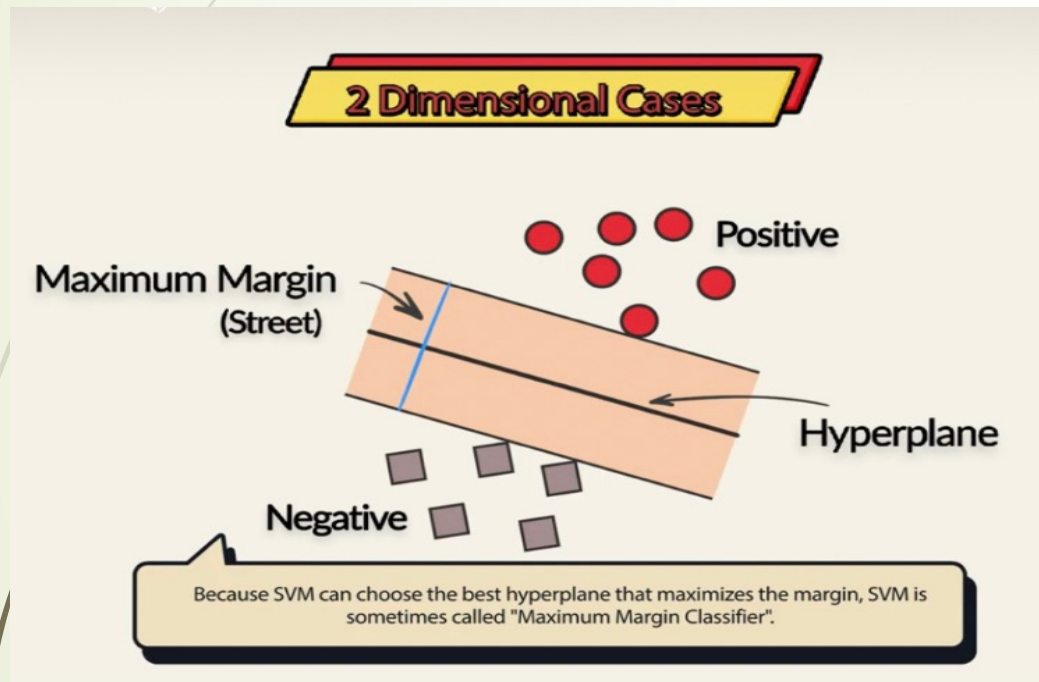 2 Dimensional Cases
Positive
Maximum Margin
(Street)
Hyperplane
Negative
Because SVM can choose the best hyperplane that maximizes the margin, SVM is
sometimes called "Maximum Margin Classifier".